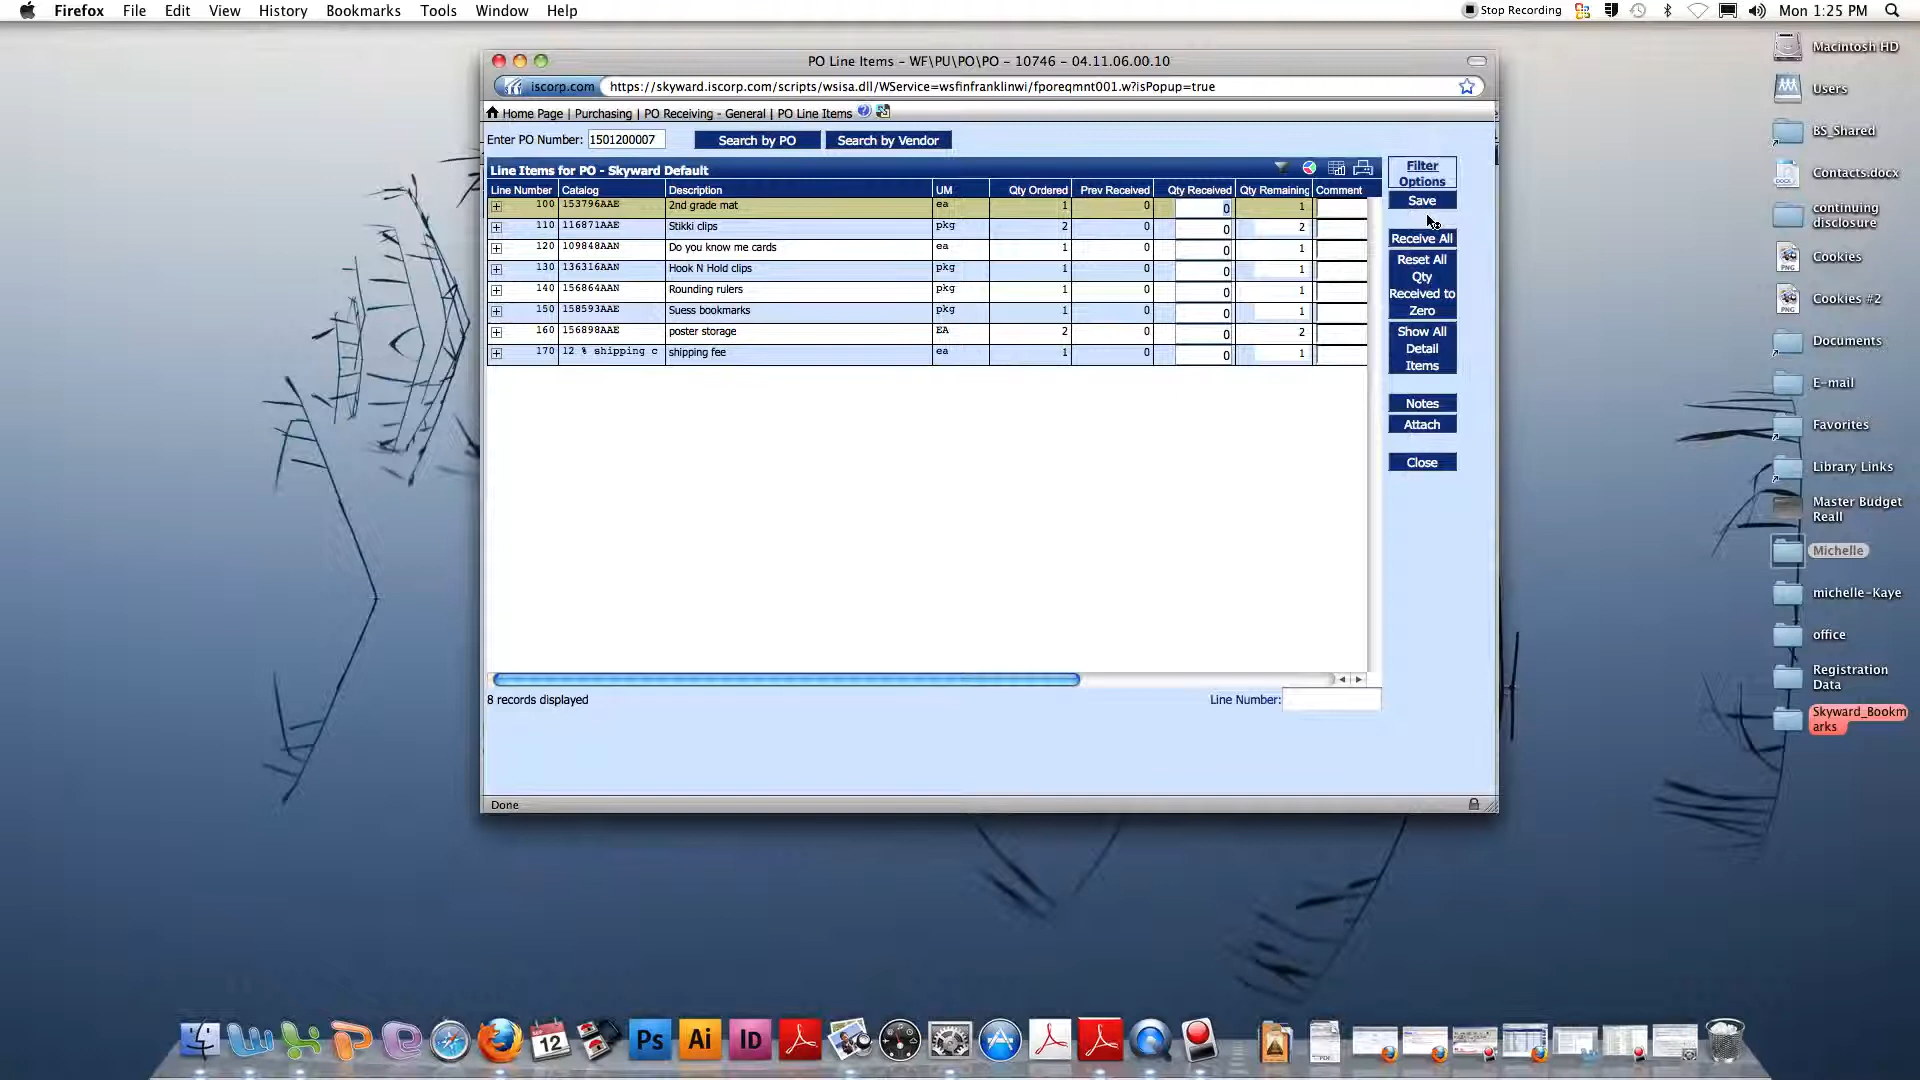 Firefox File Edit View History Bookmarks Tools Window Help Stop Recording Mon 1:25 PM
PO Line Items - WF\PU\PO\PO - 10746 - 04.11.06.00.10
iscorp.com https://skyward.iscorp.com/scripts/wsisa.dll/WService=wsfinfranklinwi/fporeqmnt001.w?isPopup=true
Home Page | Purchasing | PO Receiving - General | PO Line Items
Enter PO Number: 1501200007 Search by PO Search by Vendor
Line Items for PO - Skyward Default
Line Number Catalog Description UM Qty Ordered Prev Received Qty Received Qty Remaining Comment
100 153796AAE 2nd grade mat ea 1 0 0 1
110 116871AAE Stikki clips pkg 2 0 0 2
120 109848AAN Do you know me cards ea 1 0 0 1
130 136316AAN Hook N Hold clips pkg 1 0 0 1
140 156864AAN Rounding rulers pkg 1 0 0 1
150 158593AAE Suess bookmarks pkg 1 0 0 1
160 156898AAE poster storage EA 2 0 0 2
170 12 % shipping c shipping fee ea 1 0 0 1
8 records displayed Line Number:
Done
Filter
Options
Save
Receive All
Reset All
Qty
Received to
Zero
Show All
Detail
Items
Notes
Attach
Close
Macintosh HD
Users
BS_Shared
Contacts.docx
continuing
disclosure
Cookies
Cookies #2
Documents
E-mail
Favorites
Library Links
Master Budget
Reall
Michelle
michelle-Kaye
office
Registration
Data
Skyward_Bookm
arks
12
Ps
Ai
Id